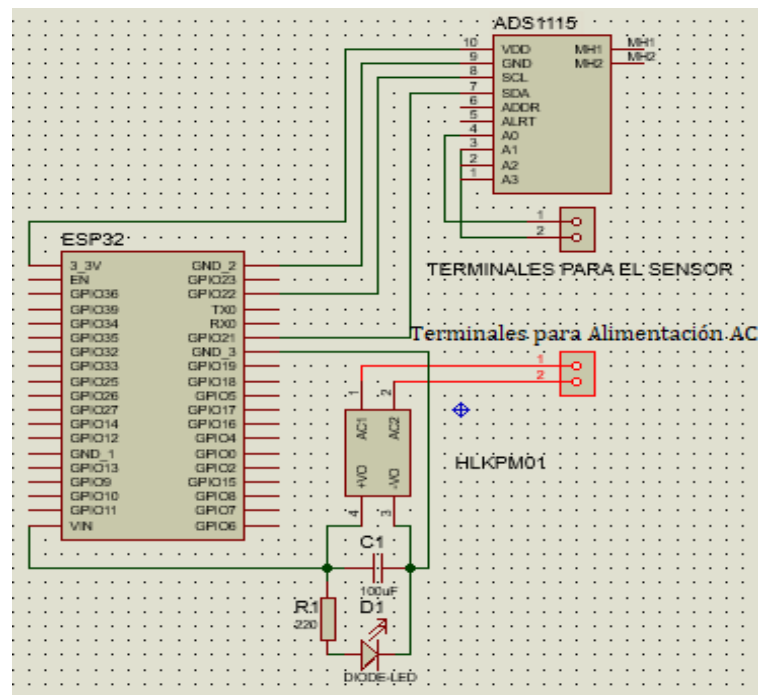 ADS1115
10 VDD MH1 MH1
9 GND MH2 MH2
8 SCL
7 SDA
6 ADDR
5 ALRT
4 A0
3 A1
2 A2
1 A3
1
2
TERMINALES PARA EL SENSOR
ESP32
3_3V GND_2
EN GPIO23
GPIO36 GPIO22
GPIO39 TX0
GPIO34 RX0
GPIO35 GPIO21
GPIO32 GND_3
GPIO33 GPIO19
GPIO25 GPIO18
GPIO26 GPIO5
GPIO27 GPIO17
GPIO14 GPIO16
GPIO12 GPIO4
GND_1 GPIO0
GPIO13 GPIO2
GPIO9 GPIO15
GPIO10 GPIO8
GPIO11 GPIO7
VIN GPIO6
Terminales para Alimentación AC
1
2
1 2
AC1 AC2
+VO -VO
4 3
HLKPM01
C1
100uF
R1
220
D1
DIODE-LED